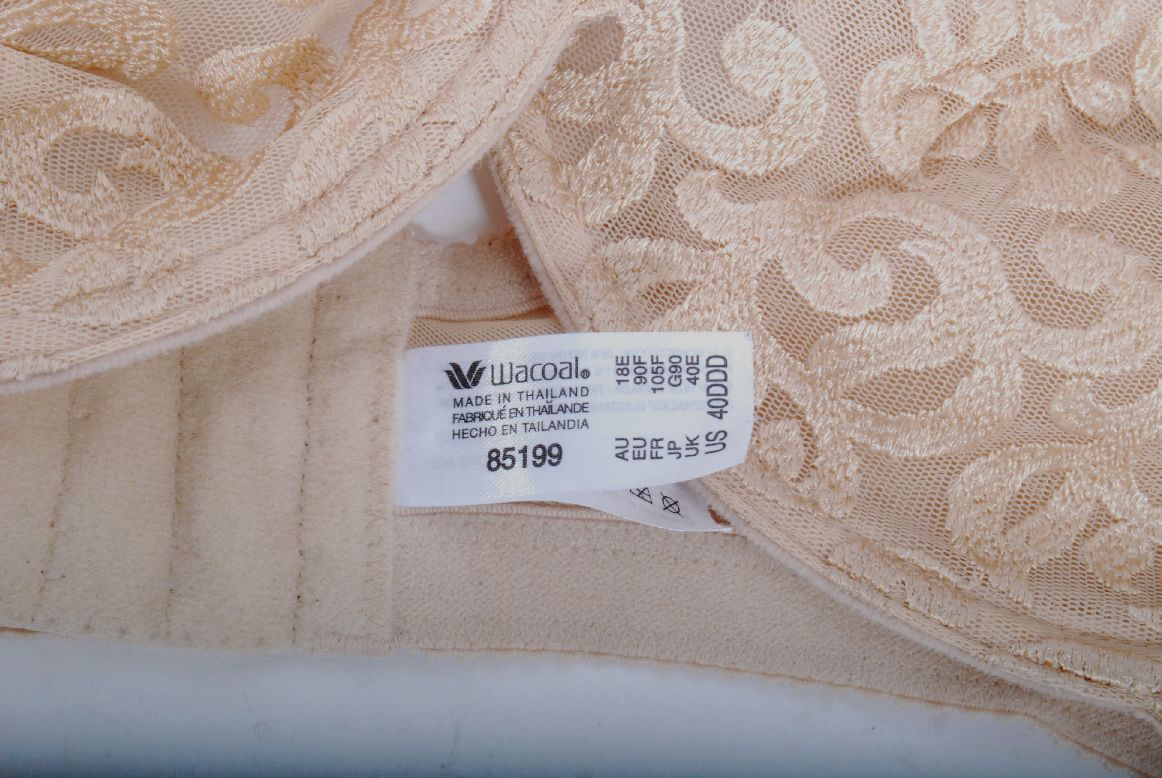 Wacoal®
MADE IN THAILAND
FABRIQUÉ EN THAÏLANDE
HECHO EN TAILANDIA
85199
AU 18E
EU 90F
FR 105F
JP G90
UK 40E
US 40DDD